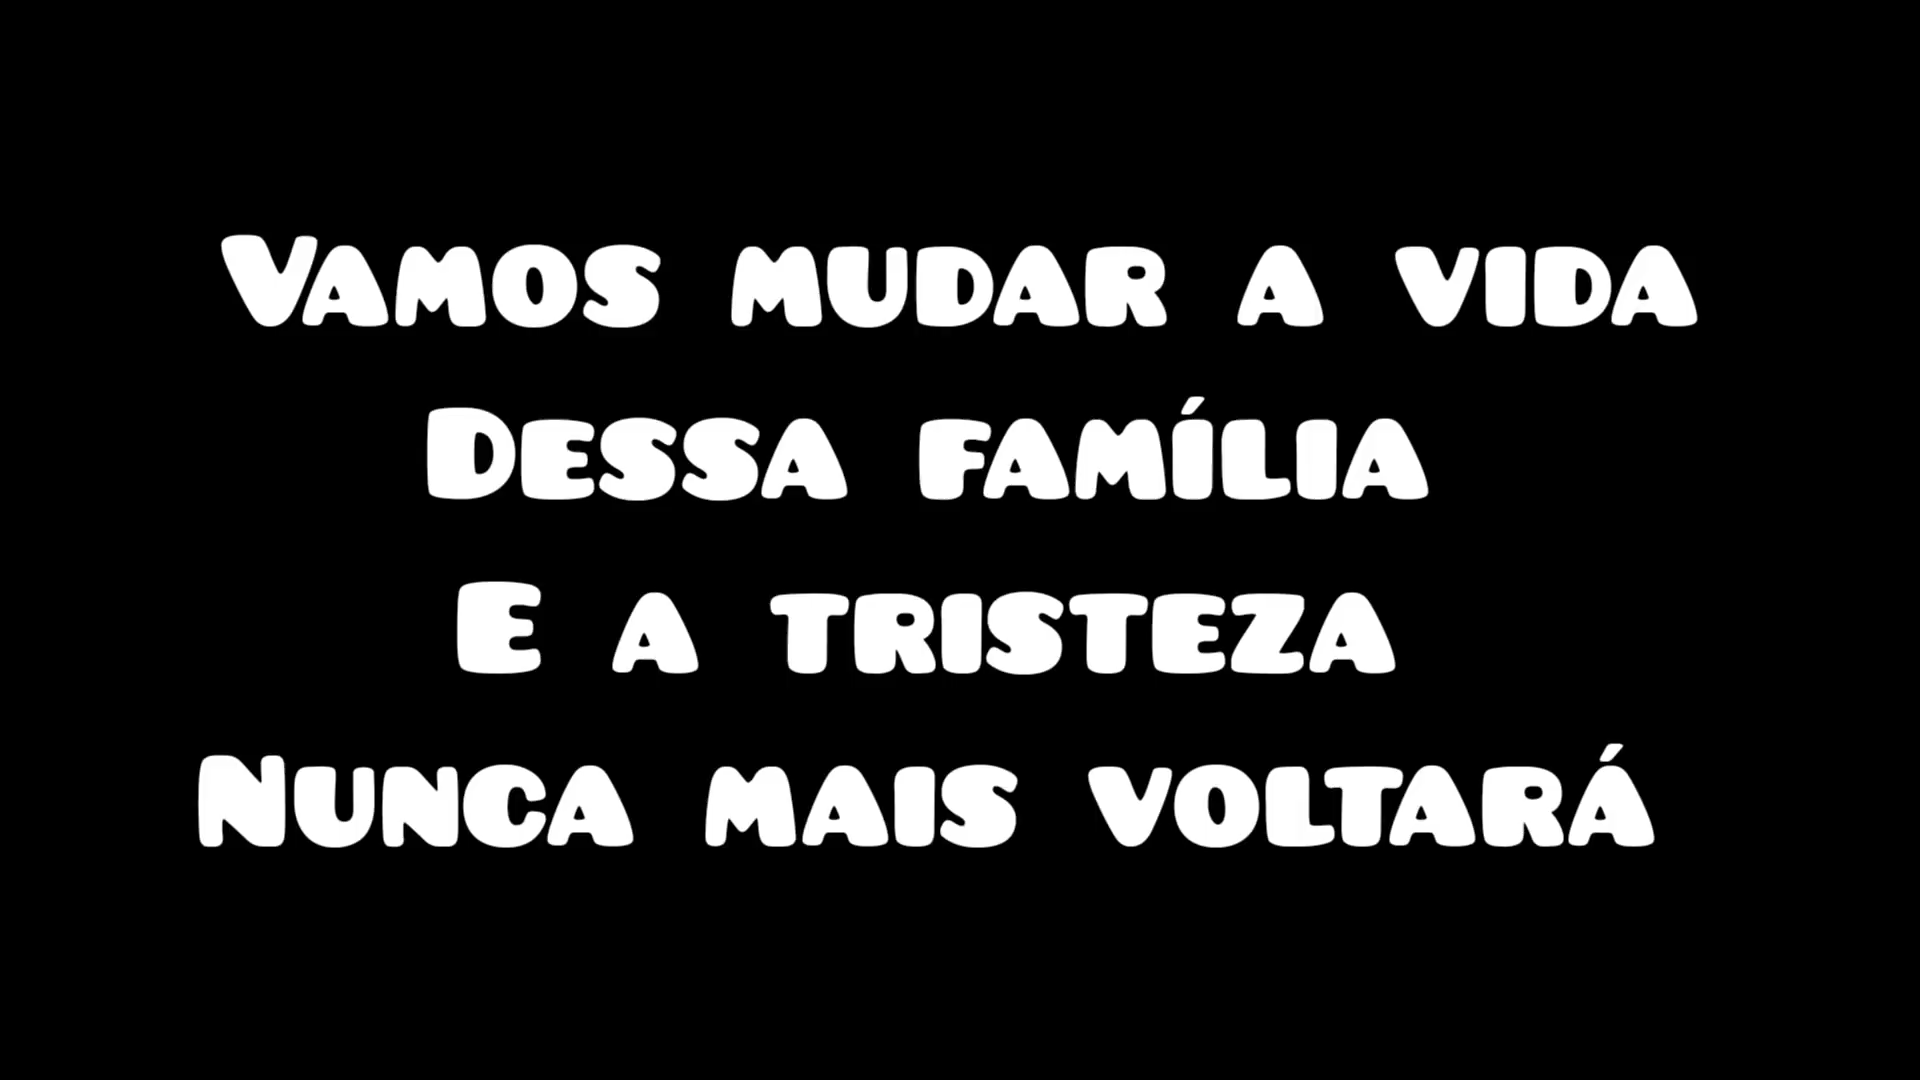 Vamos mudar a vida
Dessa família
E a tristeza
Nunca mais voltará